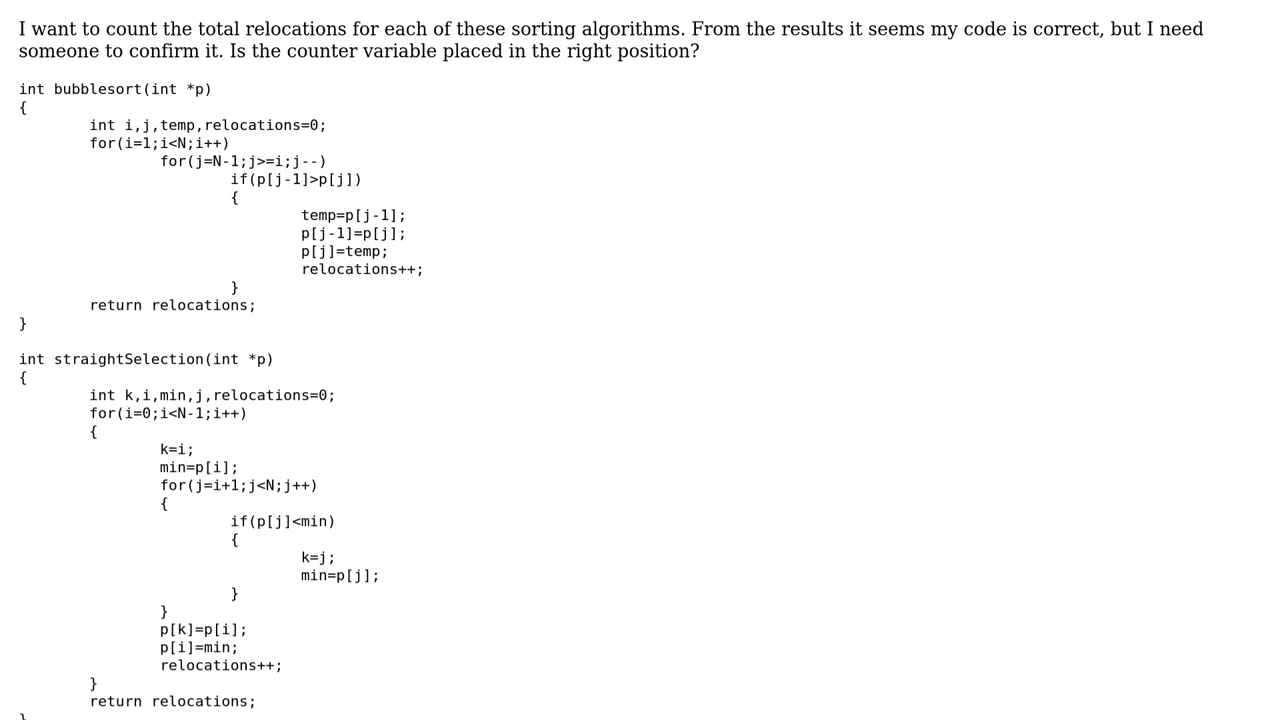 I want to count the total relocations for each of these sorting algorithms. From the results it seems my code is correct, but I need
someone to confirm it. Is the counter variable placed in the right position?
int bubblesort(int *p)
{
        int i,j,temp,relocations=0;
        for(i=1;i<N;i++)
                for(j=N-1;j>=i;j--)
                        if(p[j-1]>p[j])
                        {
                                temp=p[j-1];
                                p[j-1]=p[j];
                                p[j]=temp;
                                relocations++;
                        }
        return relocations;
}
int straightSelection(int *p)
{
        int k,i,min,j,relocations=0;
        for(i=0;i<N-1;i++)
        {
                k=i;
                min=p[i];
                for(j=i+1;j<N;j++)
                {
                        if(p[j]<min)
                        {
                                k=j;
                                min=p[j];
                        }
                }
                p[k]=p[i];
                p[i]=min;
                relocations++;
        }
        return relocations;
}